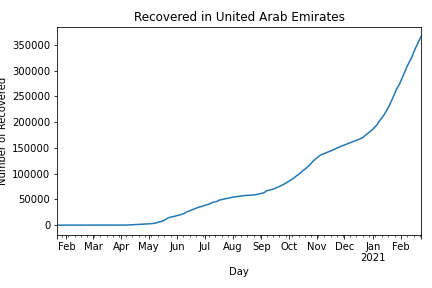 Recovered in United Arab Emirates
Number of Recovered
350000
300000
250000
200000
150000
100000
50000
0
Feb Mar Apr May Jun Jul Aug Sep Oct Nov Dec Jan Feb
2021
Day